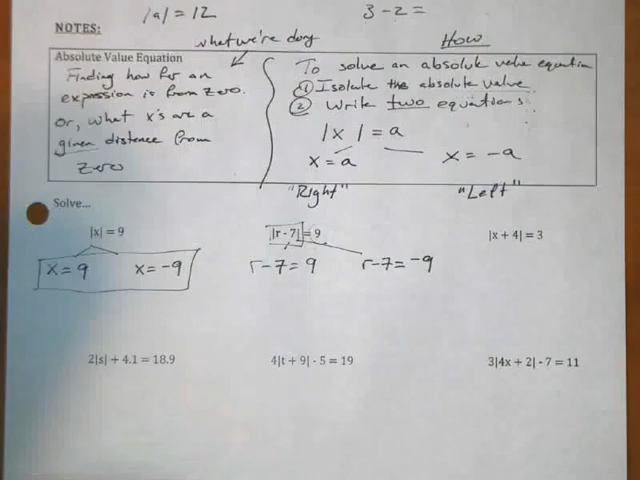 |a| = 12
3 - 2 =
NOTES:
what we're doing
How
Absolute Value Equation
Finding how far an
expression is from zero.
Or, what x's are a
given distance from
zero
To solve an absolute value equation
① Isolate the absolute value
② Write two equations.
|x| = a
x = a
x = -a
"Right"
"Left"
Solve...
|x| = 9
x = 9
x = -9
|r - 7| = 9
r - 7 = 9
r - 7 = -9
|x + 4| = 3
2|s| + 4.1 = 18.9
4|t + 9| - 5 = 19
3|4x + 2| - 7 = 11